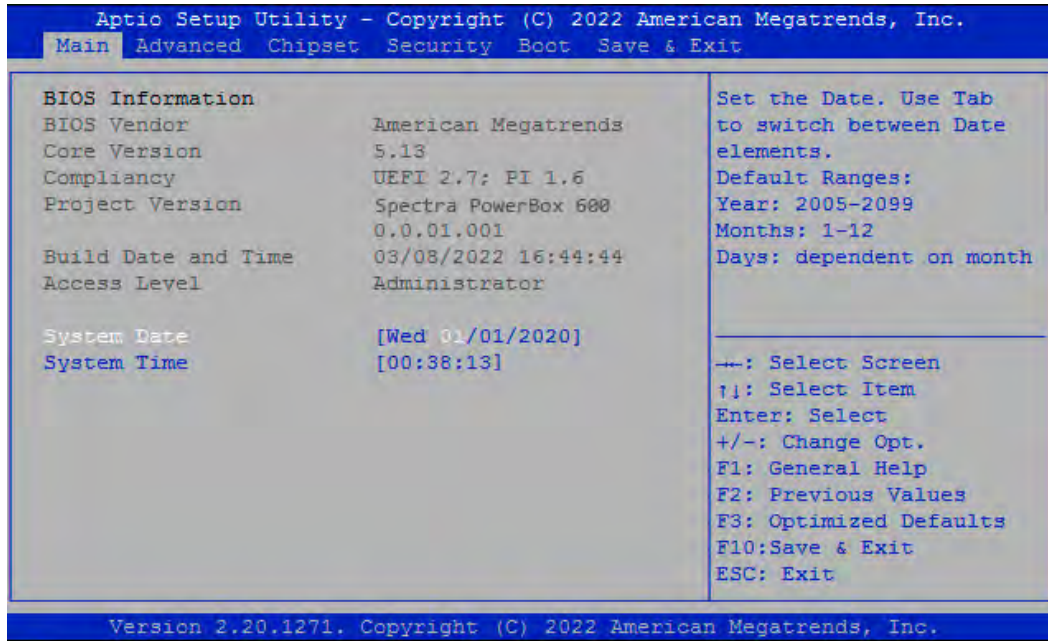 Aptio Setup Utility - Copyright (C) 2022 American Megatrends, Inc.
Main Advanced Chipset Security Boot Save & Exit
BIOS Information
BIOS Vendor American Megatrends
Core Version 5.13
Compliancy UEFI 2.7; PI 1.6
Project Version Spectra PowerBox 600
0.0.01.001
Build Date and Time 03/08/2022 16:44:44
Access Level Administrator
System Date [Wed 01/01/2020]
System Time [00:38:13]
Set the Date. Use Tab
to switch between Date
elements.
Default Ranges:
Year: 2005-2099
Months: 1-12
Days: dependent on month
→←: Select Screen
↑↓: Select Item
Enter: Select
+/-: Change Opt.
F1: General Help
F2: Previous Values
F3: Optimized Defaults
F10:Save & Exit
ESC: Exit
Version 2.20.1271. Copyright (C) 2022 American Megatrends, Inc.